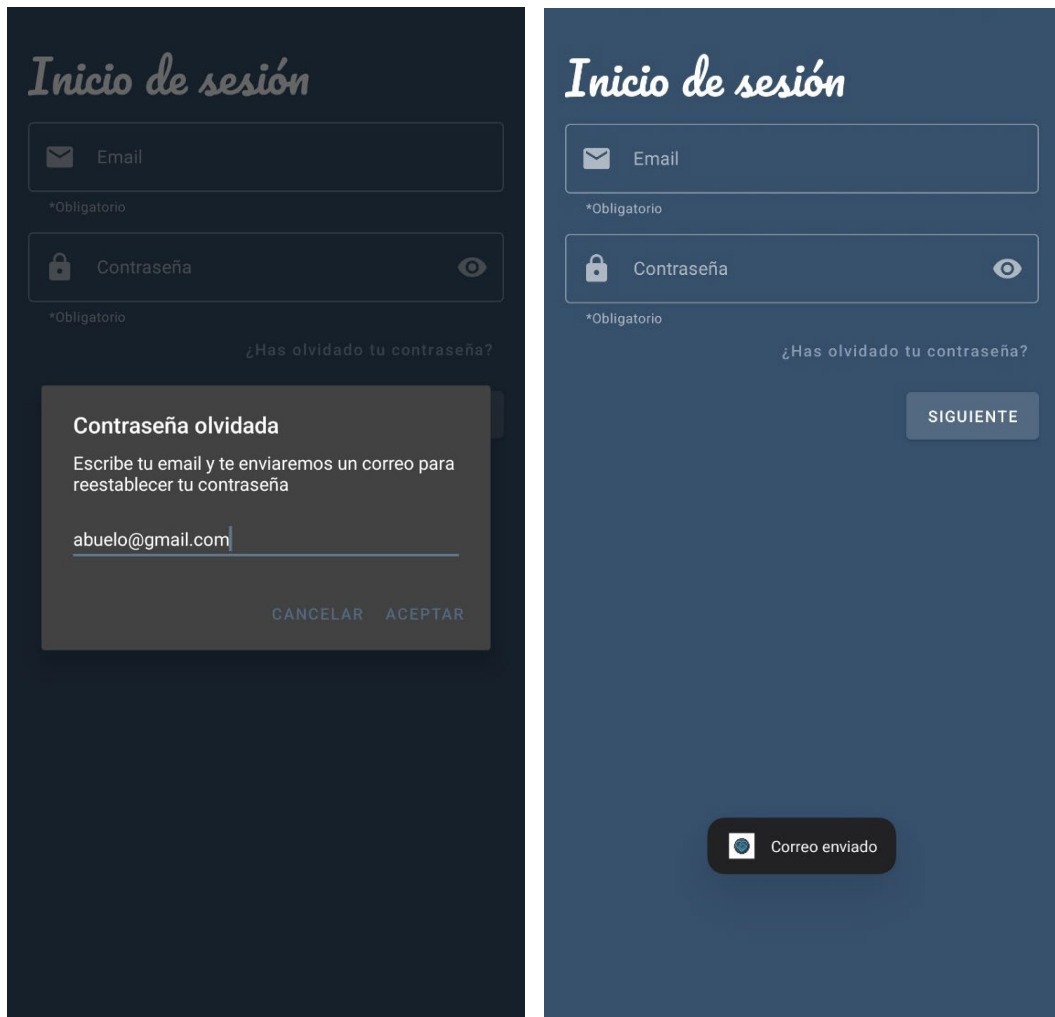 Inicio de sesión
Email
*Obligatorio
Contraseña
*Obligatorio
¿Has olvidado tu contraseña?
Contraseña olvidada
Escribe tu email y te enviaremos un correo para
reestablecer tu contraseña
abuelo@gmail.com
CANCELAR ACEPTAR
Inicio de sesión
Email
*Obligatorio
Contraseña
*Obligatorio
¿Has olvidado tu contraseña?
SIGUIENTE
Correo enviado